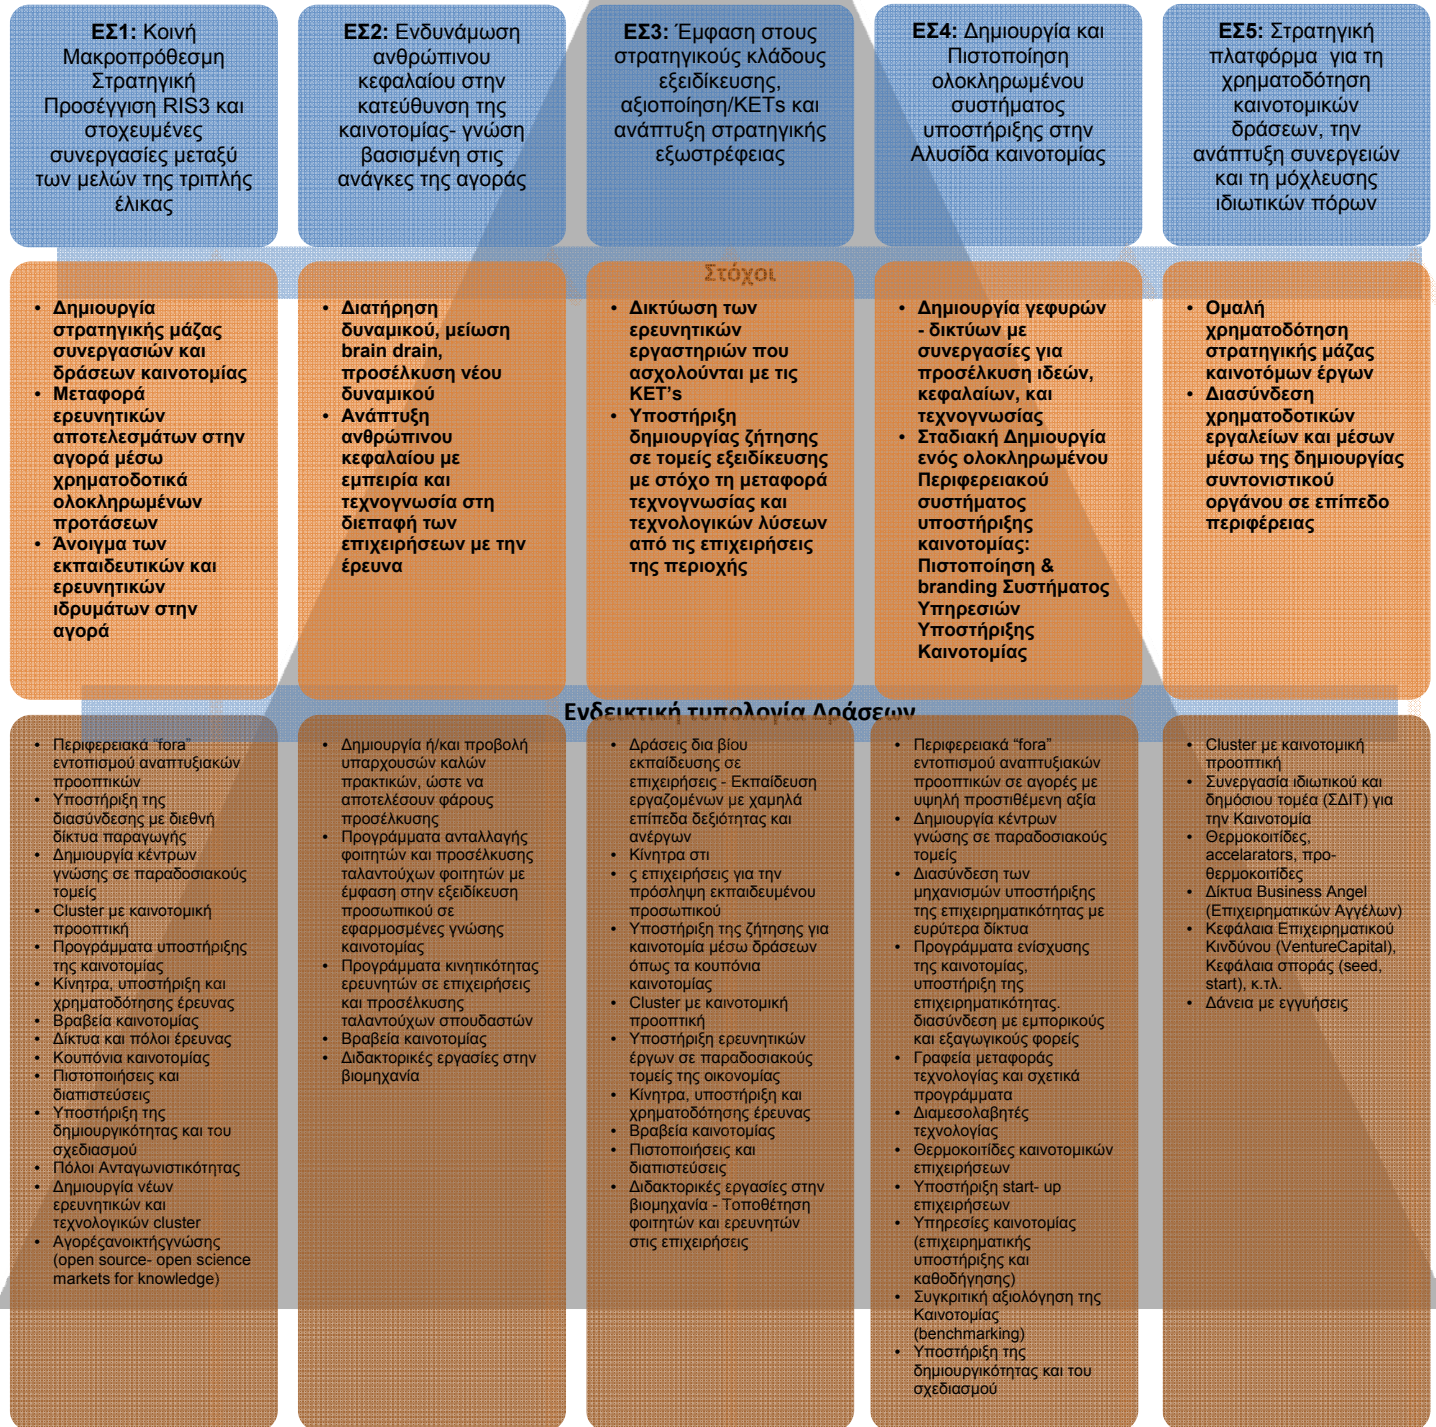 ΕΣ1: Κοινή
Μακροπρόθεσμη
Στρατηγική
Προσέγγιση RIS3 και
στοχευμένες
συνεργασίες μεταξύ
των μελών της τριπλής
έλικας
ΕΣ2: Ενδυνάμωση
ανθρώπινου
κεφαλαίου στην
κατεύθυνση της
καινοτομίας- γνώση
βασισμένη στις
ανάγκες της αγοράς
ΕΣ3: Έμφαση στους
στρατηγικούς κλάδους
εξειδίκευσης,
αξιοποίηση/KETs και
ανάπτυξη στρατηγικής
εξωστρέφειας
ΕΣ4: Δημιουργία και
Πιστοποίηση
ολοκληρωμένου
συστήματος
υποστήριξης στην
Αλυσίδα καινοτομίας
ΕΣ5: Στρατηγική
πλατφόρμα για τη
χρηματοδότηση
καινοτομικών
δράσεων, την
ανάπτυξη συνεργειών
και τη μόχλευσης
ιδιωτικών πόρων
Στόχοι
• Δημιουργία
στρατηγικής μάζας
συνεργασιών και
δράσεων καινοτομίας
• Μεταφορά
ερευνητικών
αποτελεσμάτων στην
αγορά μέσω
χρηματοδοτικά
ολοκληρωμένων
προτάσεων
• Άνοιγμα των
εκπαιδευτικών και
ερευνητικών
ιδρυμάτων στην
αγορά
• Διατήρηση
δυναμικού, μείωση
brain drain,
προσέλκυση νέου
δυναμικού
• Ανάπτυξη
ανθρώπινου
κεφαλαίου με
εμπειρία και
τεχνογνωσία στη
διεπαφή των
επιχειρήσεων με την
έρευνα
• Δικτύωση των
ερευνητικών
εργαστηριών που
ασχολούνται με τις
KET's
• Υποστήριξη
δημιουργίας ζήτησης
σε τομείς εξειδίκευσης
με στόχο τη μεταφορά
τεχνογνωσίας και
τεχνολογικών λύσεων
από τις επιχειρήσεις
της περιοχής
• Δημιουργία γεφυρών
- δικτύων με
συνεργασίες για
προσέλκυση ιδεών,
κεφαλαίων, και
τεχνογνωσίας
• Σταδιακή Δημιουργία
ενός ολοκληρωμένου
Περιφερειακού
συστήματος
υποστήριξης
καινοτομίας:
Πιστοποίηση &
branding Συστήματος
Υπηρεσιών
Υποστήριξης
Καινοτομίας
• Ομαλή
χρηματοδότηση
στρατηγικής μάζας
καινοτόμων έργων
• Διασύνδεση
χρηματοδοτικών
εργαλείων και μέσων
μέσω της δημιουργίας
συντονιστικού
οργάνου σε επίπεδο
περιφέρειας
Ενδεικτική τυπολογία Δράσεων
• Περιφερειακά “fora”
εντοπισμού αναπτυξιακών
προοπτικών
• Υποστήριξη της
διασύνδεσης με διεθνή
δίκτυα παραγωγής
• Δημιουργία κέντρων
γνώσης σε παραδοσιακούς
τομείς
• Cluster με καινοτομική
προοπτική
• Προγράμματα υποστήριξης
της καινοτομίας
• Κίνητρα, υποστήριξη και
χρηματοδότησης έρευνας
• Βραβεία καινοτομίας
• Δίκτυα και πόλοι έρευνας
• Κουπόνια καινοτομίας
• Πιστοποιήσεις και
διαπιστεύσεις
• Υποστήριξη της
δημιουργικότητας και του
σχεδιασμού
• Πόλοι Ανταγωνιστικότητας
• Δημιουργία νέων
ερευνητικών και
τεχνολογικών cluster
• Αγορέςανοικτήςγνώσης
(open source- open science
markets for knowledge)
• Δημιουργία ή/και προβολή
υπαρχουσών καλών
πρακτικών, ώστε να
αποτελέσουν φάρους
προσέλκυσης
• Προγράμματα ανταλλαγής
φοιτητών και προσέλκυσης
ταλαντούχων φοιτητών με
έμφαση στην εξειδίκευση
προσωπικού σε
εφαρμοσμένες γνώσης
καινοτομίας
• Προγράμματα κινητικότητας
ερευνητών σε επιχειρήσεις
και προσέλκυσης
ταλαντούχων σπουδαστών
• Βραβεία καινοτομίας
• Διδακτορικές εργασίες στην
βιομηχανία
• Δράσεις δια βίου
εκπαίδευσης σε
επιχειρήσεις - Εκπαίδευση
εργαζομένων με χαμηλά
επίπεδα δεξιότητας και
ανέργων
• Κίνητρα στι
• ς επιχειρήσεις για την
πρόσληψη εκπαιδευμένου
προσωπικού
• Υποστήριξη της ζήτησης για
καινοτομία μέσω δράσεων
όπως τα κουπόνια
καινοτομίας
• Cluster με καινοτομική
προοπτική
• Υποστήριξη ερευνητικών
έργων σε παραδοσιακούς
τομείς της οικονομίας
• Κίνητρα, υποστήριξη και
χρηματοδότησης έρευνας
• Βραβεία καινοτομίας
• Πιστοποιήσεις και
διαπιστεύσεις
• Διδακτορικές εργασίες στην
βιομηχανία - Τοποθέτηση
φοιτητών και ερευνητών
στις επιχειρήσεις
• Περιφερειακά “fora”
εντοπισμού αναπτυξιακών
προοπτικών σε αγορές με
υψηλή προστιθέμενη αξία
• Δημιουργία κέντρων
γνώσης σε παραδοσιακούς
τομείς
• Διασύνδεση των
μηχανισμών υποστήριξης
της επιχειρηματικότητας με
ευρύτερα δίκτυα
• Προγράμματα ενίσχυσης
της καινοτομίας,
υποστήριξη της
επιχειρηματικότητας.
διασύνδεση με εμπορικούς
και εξαγωγικούς φορείς
• Γραφεία μεταφοράς
τεχνολογίας και σχετικά
προγράμματα
• Διαμεσολαβητές
τεχνολογίας
• Θερμοκοιτίδες καινοτομικών
επιχειρήσεων
• Υποστήριξη start- up
επιχειρήσεων
• Υπηρεσίες καινοτομίας
(επιχειρηματικής
υποστήριξης και
καθοδήγησης)
• Συγκριτική αξιολόγηση της
Καινοτομίας
(benchmarking)
• Υποστήριξη της
δημιουργικότητας και του
σχεδιασμού
• Cluster με καινοτομική
προοπτική
• Συνεργασία ιδιωτικού και
δημόσιου τομέα (ΣΔΙΤ) για
την Καινοτομία
• Θερμοκοιτίδες,
accelarators, προ-
θερμοκοιτίδες
• Δίκτυα Business Angel
(Επιχειρηματικών Αγγέλων)
• Κεφάλαια Επιχειρηματικού
Κινδύνου (VentureCapital),
Κεφάλαια σποράς (seed,
start), κ.τλ.
• Δάνεια με εγγυήσεις